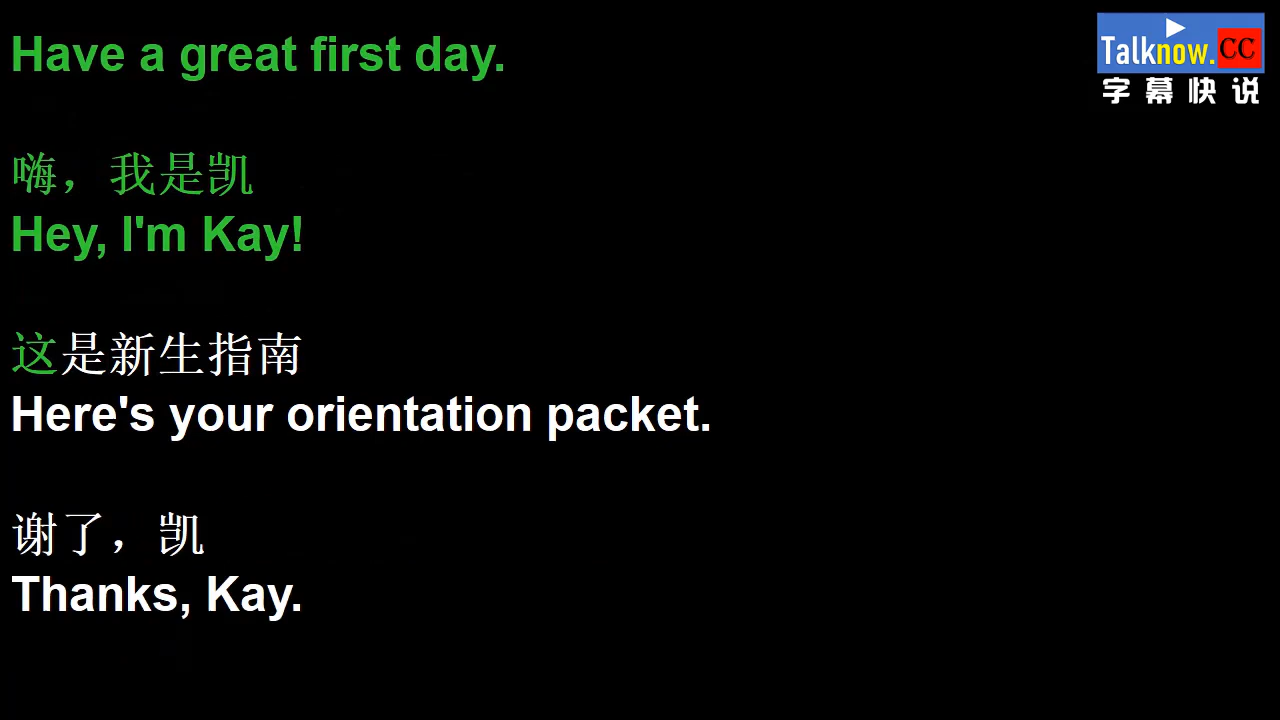 Have a great first day.
Talknow.CC
字幕快说
嗨，我是凯
Hey, I'm Kay!
这是新生指南
Here's your orientation packet.
谢了，凯
Thanks, Kay.